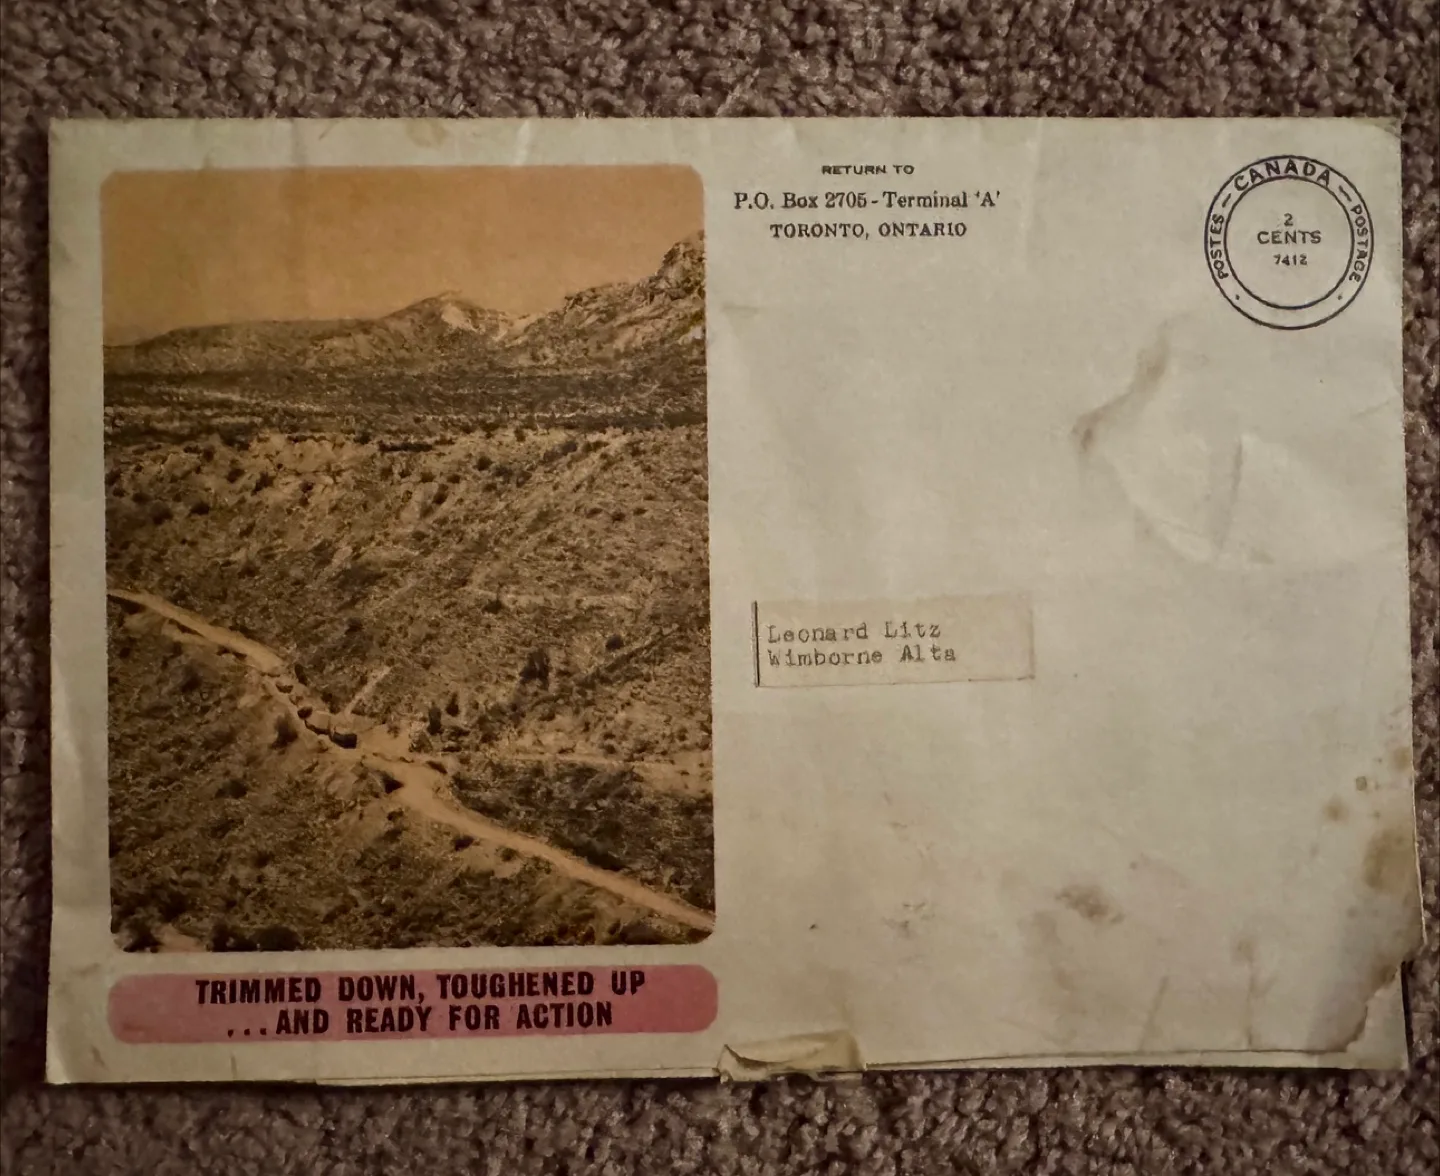 RETURN TO
P.O. Box 2705 - Terminal 'A'
TORONTO, ONTARIO
POSTES – CANADA – POSTAGE
2
CENTS
7412
Leonard Litz
Wimborne Alta
TRIMMED DOWN, TOUGHENED UP
...AND READY FOR ACTION